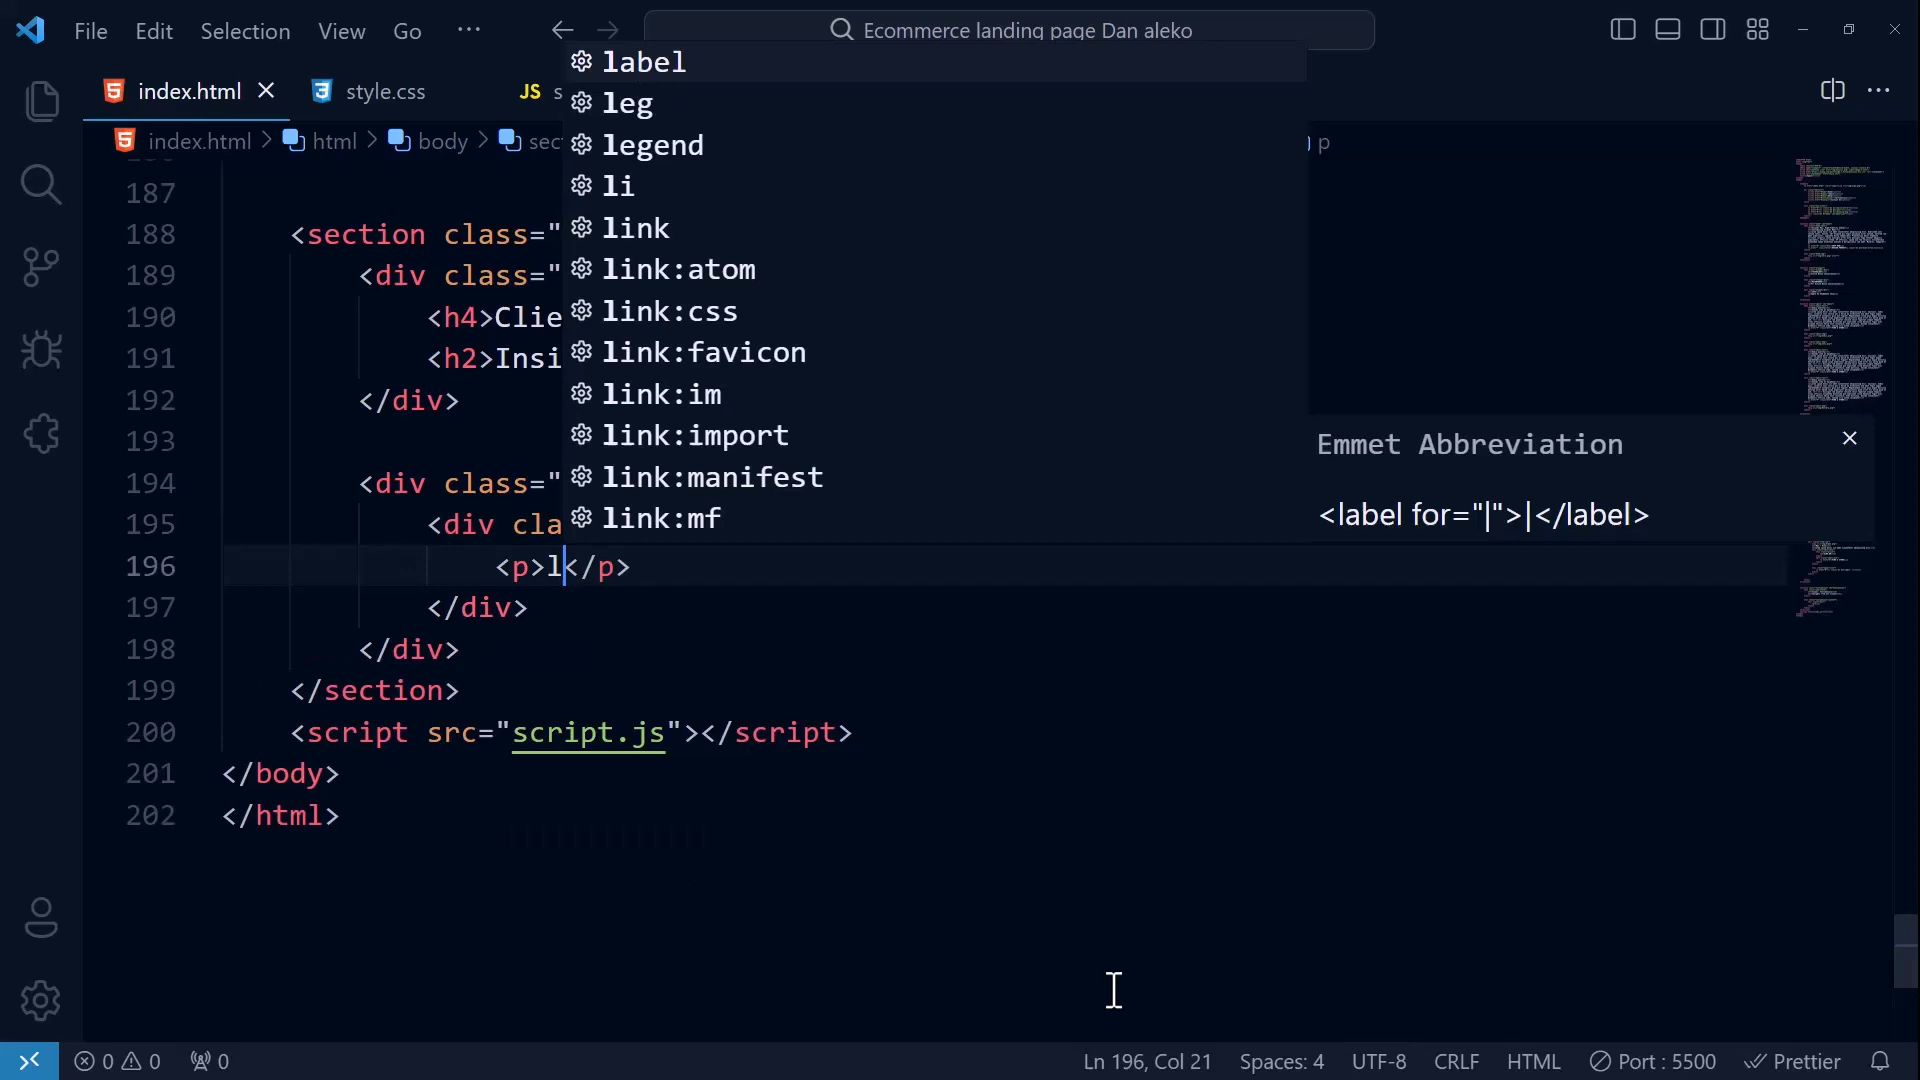 File Edit Selection View Go ··· Ecommerce landing page Dan aleko
index.html style.css JS s
index.html > html > body > sec p
label
leg
legend
li
link
link:atom
link:css
link:favicon
link:im
link:import
link:manifest
link:mf
Emmet Abbreviation
<label for="|">|</label>
187
188 <section class="
189 <div class="
190 <h4>Clie
191 <h2>Insi
192 </div>
193
194 <div class="
195 <div cla
196 <p>l</p>
197 </div>
198 </div>
199 </section>
200 <script src="script.js"></script>
201 </body>
202 </html>
0 0 0 Ln 196, Col 21 Spaces: 4 UTF-8 CRLF HTML Port : 5500 Prettier